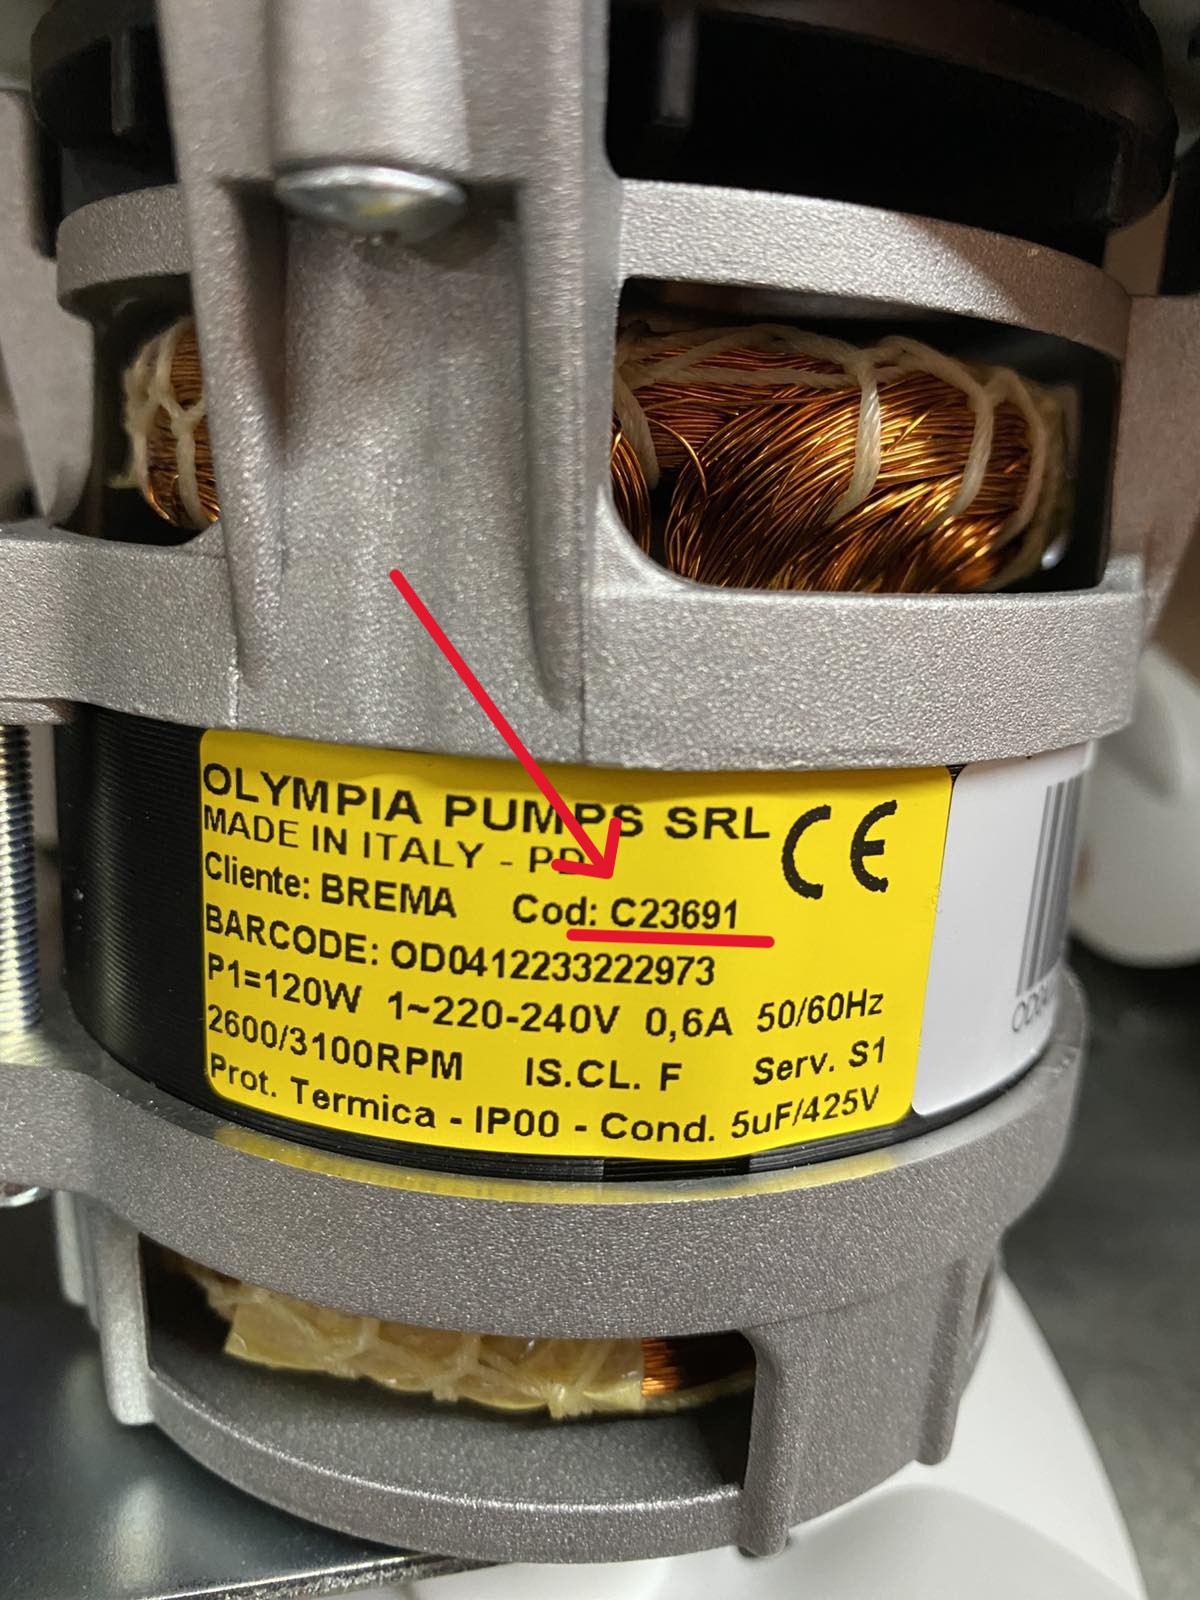 OLYMPIA PUMPS SRL
MADE IN ITALY - PD
CE
Cliente: BREMA Cod: C23691
BARCODE: OD0412233222973
P1=120W 1~220-240V 0,6A 50/60Hz
2600/3100RPM IS.CL. F Serv. S1
Prot. Termica - IP00 - Cond. 5uF/425V